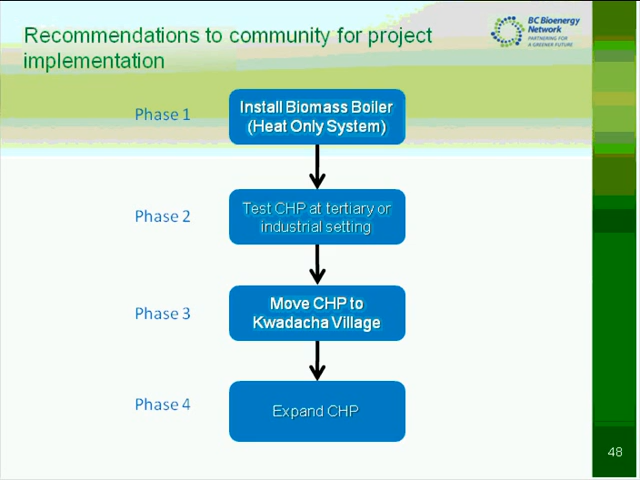 Recommendations to community for project
implementation
BC Bioenergy
Network
PARTNERING FOR
A GREENER FUTURE
Phase 1
Install Biomass Boiler
(Heat Only System)
Phase 2
Test CHP at tertiary or
industrial setting
Phase 3
Move CHP to
Kwadacha Village
Phase 4
Expand CHP
48